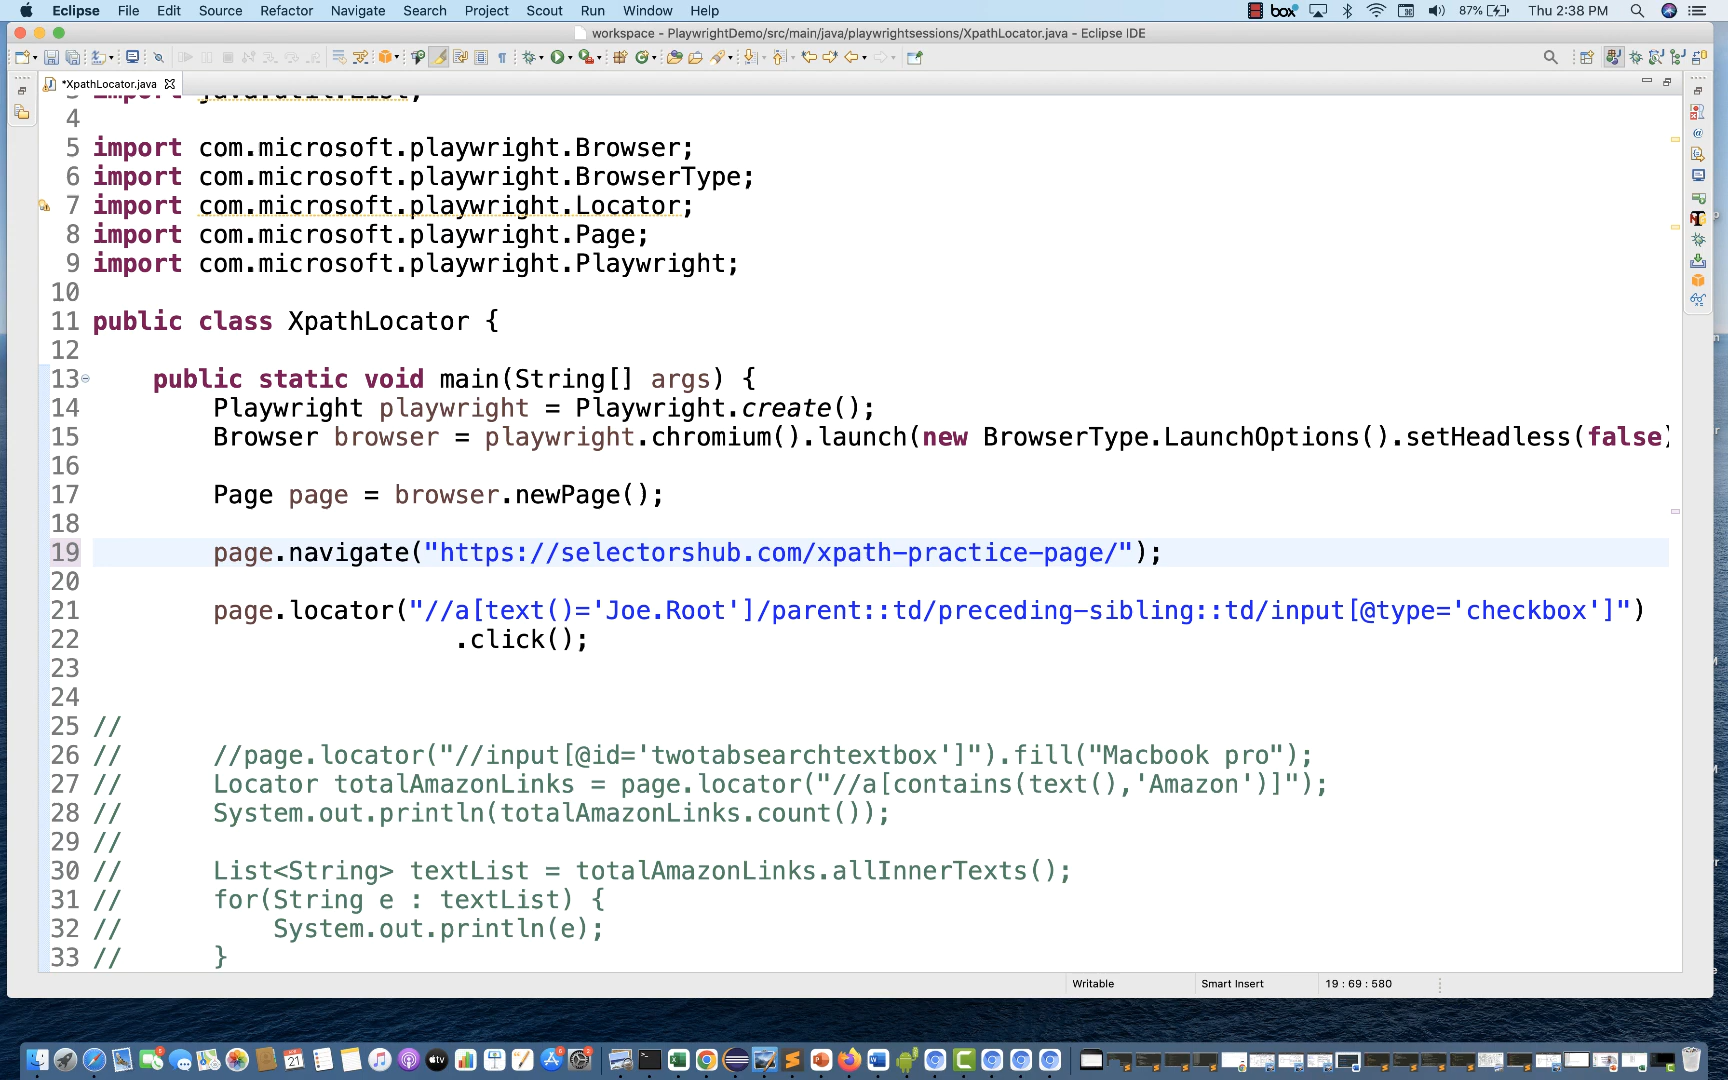 Eclipse File Edit Source Refactor Navigate Search Project Scout Run Window Help box 87% Thu 2:38 PM
workspace - PlaywrightDemo/src/main/java/playwrightsessions/XpathLocator.java - Eclipse IDE
*XpathLocator.java
3 import java.util.List;
4
5 import com.microsoft.playwright.Browser;
6 import com.microsoft.playwright.BrowserType;
7 import com.microsoft.playwright.Locator;
8 import com.microsoft.playwright.Page;
9 import com.microsoft.playwright.Playwright;
10
11 public class XpathLocator {
12
13 public static void main(String[] args) {
14 Playwright playwright = Playwright.create();
15 Browser browser = playwright.chromium().launch(new BrowserType.LaunchOptions().setHeadless(false)
16
17 Page page = browser.newPage();
18
19 page.navigate("https://selectorshub.com/xpath-practice-page/");
20
21 page.locator("//a[text()='Joe.Root']/parent::td/preceding-sibling::td/input[@type='checkbox']")
22 .click();
23
24
25 //
26 // //page.locator("//input[@id='twotabsearchtextbox']").fill("Macbook pro");
27 // Locator totalAmazonLinks = page.locator("//a[contains(text(),'Amazon')]");
28 // System.out.println(totalAmazonLinks.count());
29 //
30 // List<String> textList = totalAmazonLinks.allInnerTexts();
31 // for(String e : textList) {
32 // System.out.println(e);
33 // }
Writable Smart Insert 19 : 69 : 580